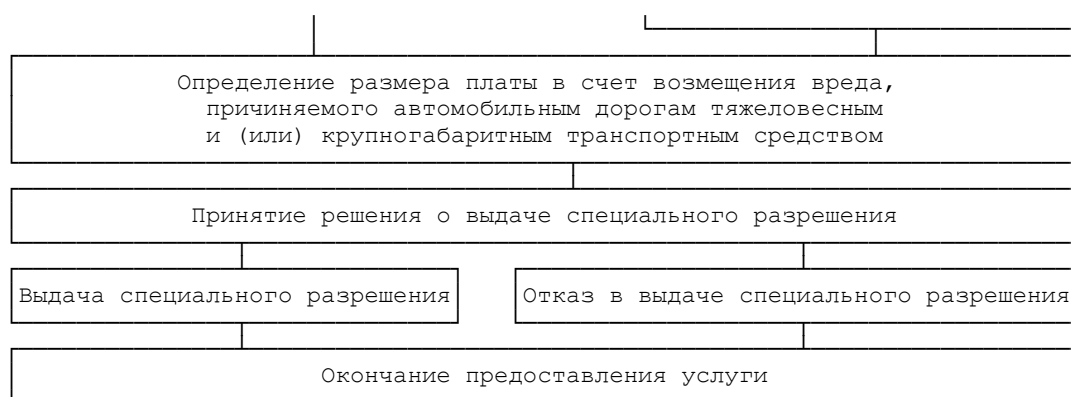 Определение размера платы в счет возмещения вреда,
причиняемого автомобильным дорогам тяжеловесным
и (или) крупногабаритным транспортным средством
Принятие решения о выдаче специального разрешения
Выдача специального разрешения
Отказ в выдаче специального разрешения
Окончание предоставления услуги